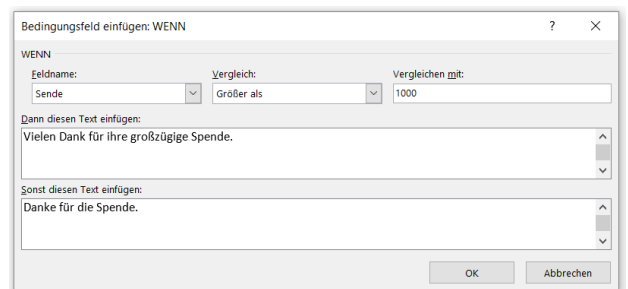 Bedingungsfeld einfügen: WENN ? ×
WENN
Feldname: Vergleich: Vergleichen mit:
Sende Größer als 1000
Dann diesen Text einfügen:
Vielen Dank für ihre großzügige Spende.
Sonst diesen Text einfügen:
Danke für die Spende.
OK Abbrechen